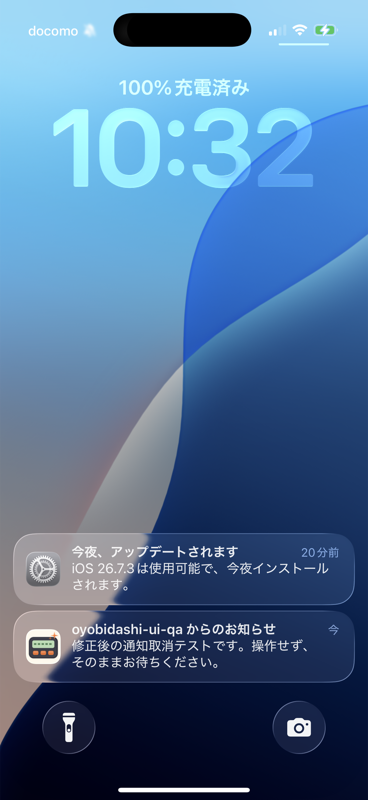 docomo
100%充電済み
10:32
今夜、アップデートされます
20分前
iOS 26.7.3は使用可能で、今夜インストール
されます。
oyobidashi-ui-qa からのお知らせ
今
修正後の通知取消テストです。操作せず、
そのままお待ちください。